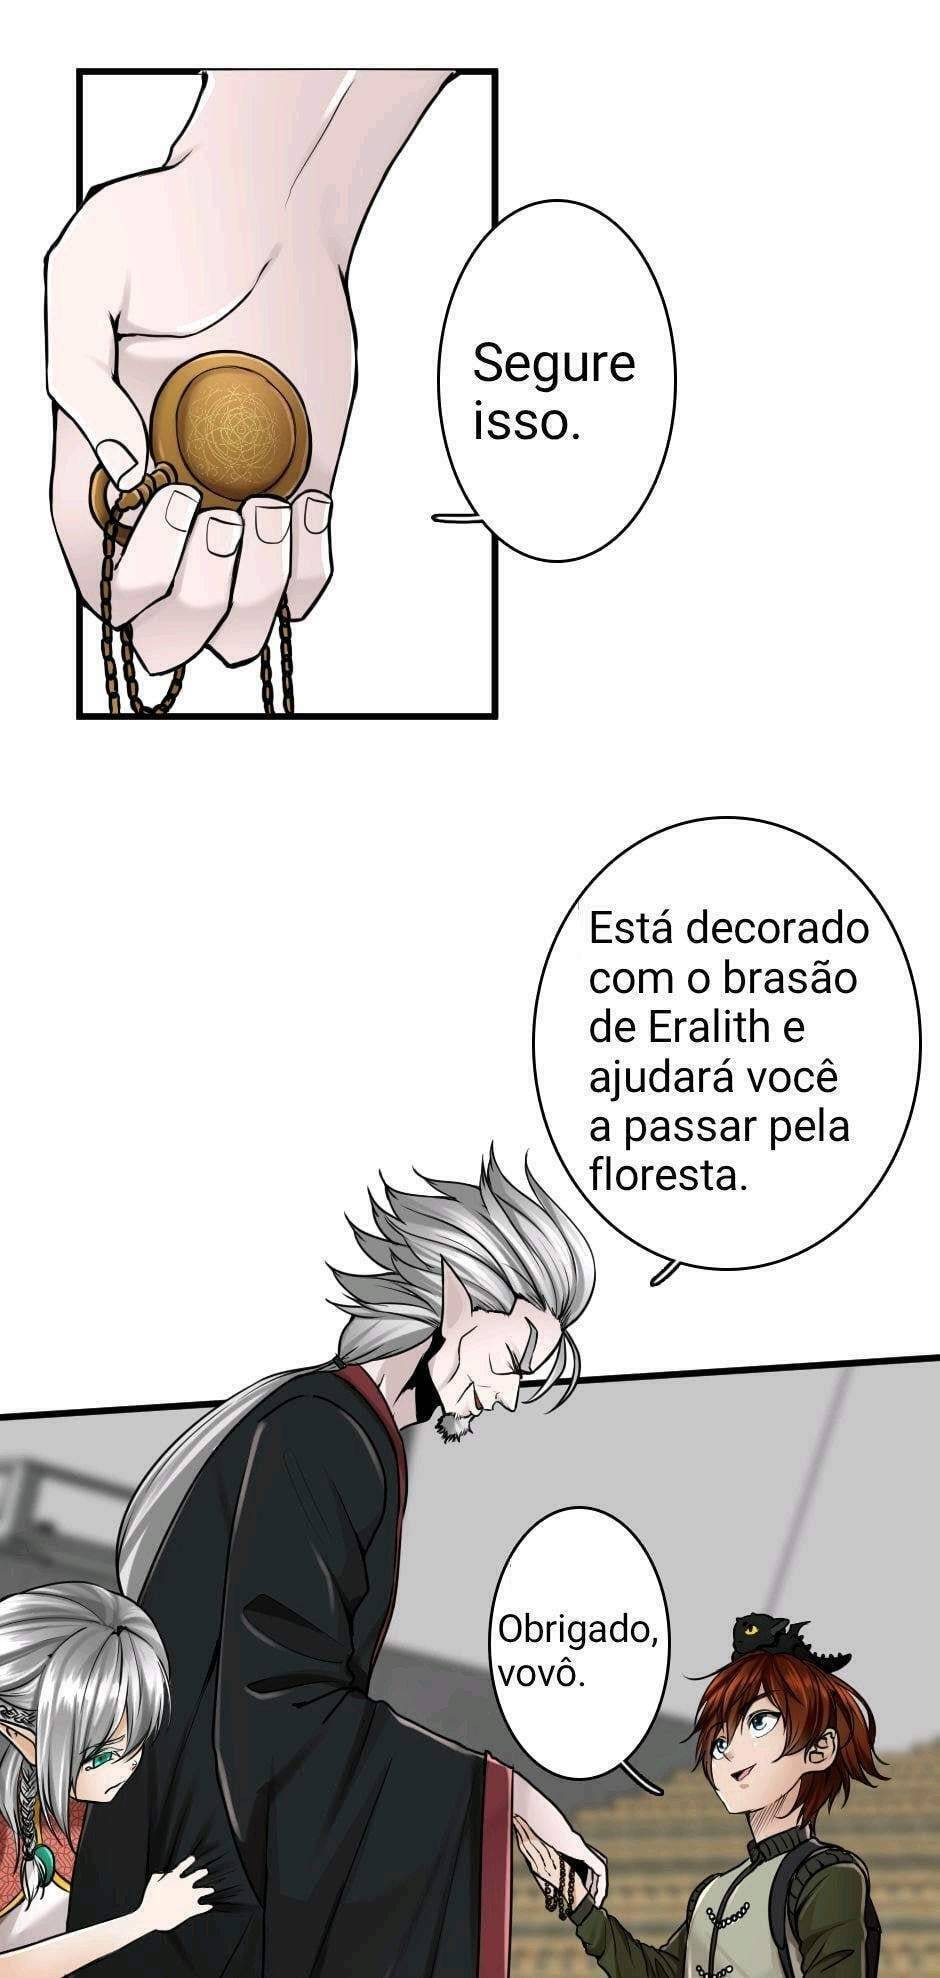 Segure
isso.
Está decorado
com o brasão
de Eralith e
ajudará você
a passar pela
floresta.
Obrigado,
vovô.